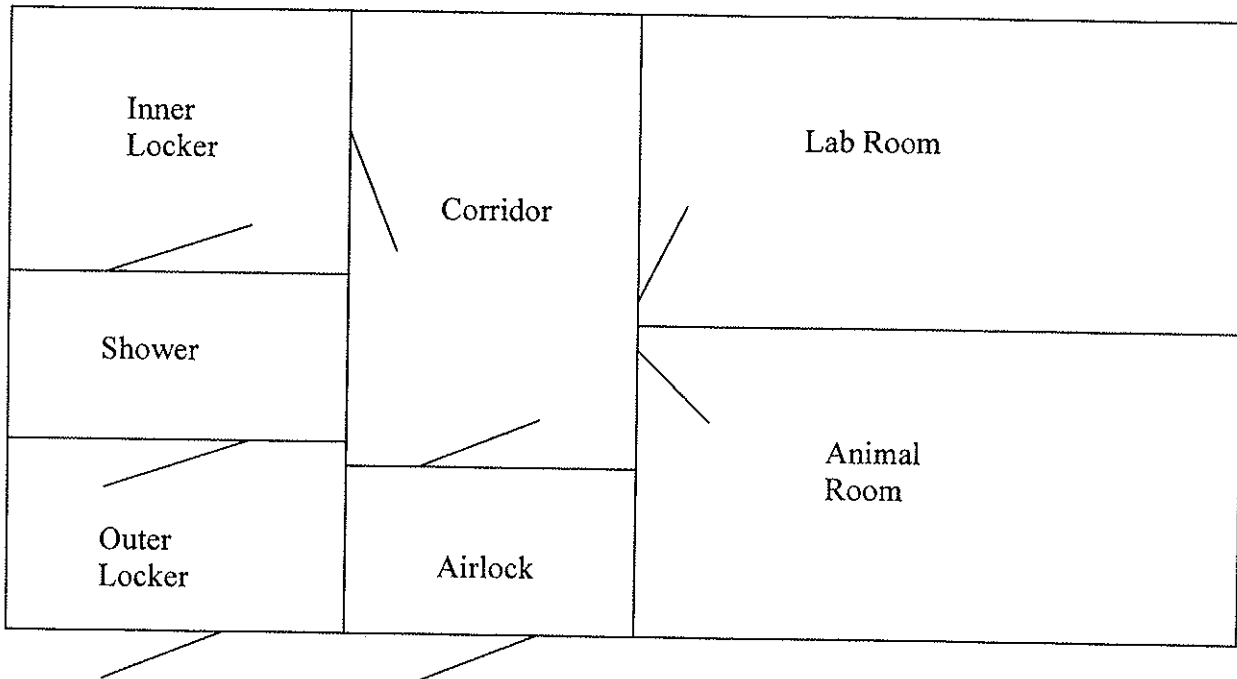 Inner
Locker
Corridor
Lab Room
Shower
Animal
Room
Outer
Locker
Airlock